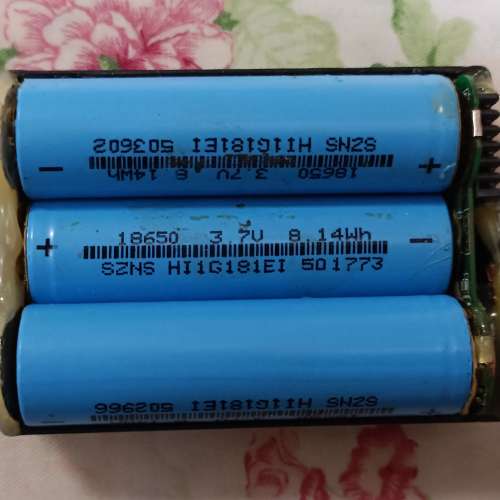 18650 3.7V 8.14Wh
SZNS HI1G181EI 503602
+ -
18650 3.7V 8.14Wh
SZNS HI1G181EI 501773
+ -
SZNS HI1G181EI 502966